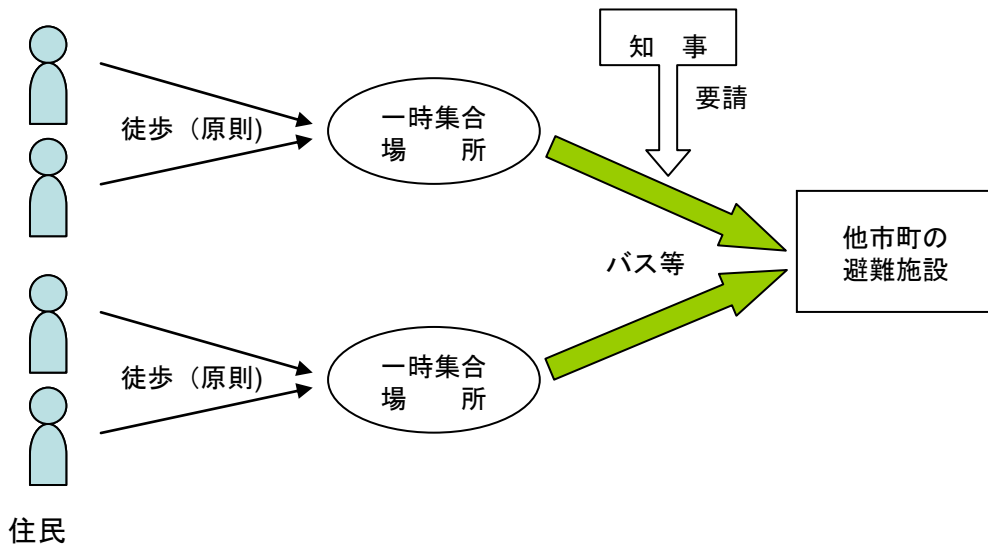 知　事
要請
徒歩（原則)
一時集合
場　　所
バス等
他市町の
避難施設
徒歩（原則)
一時集合
場　　所
住民